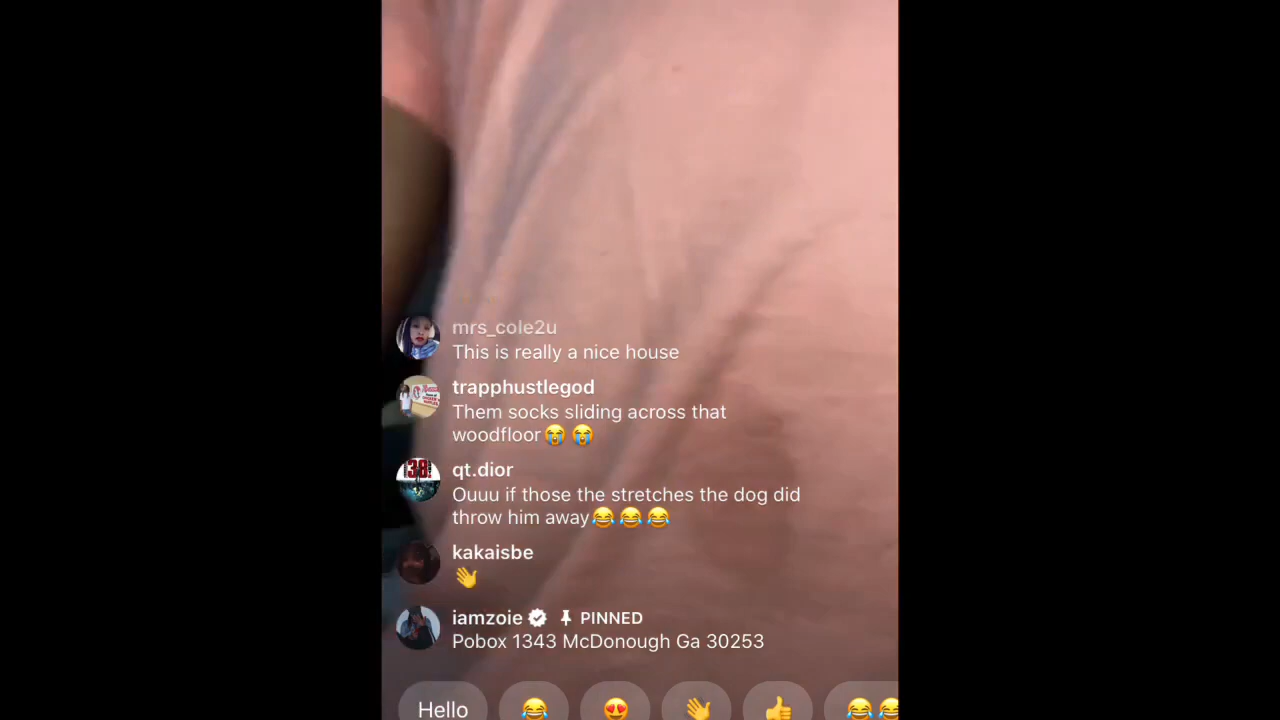 mrs_cole2u
This is really a nice house
trapphustlegod
Them socks sliding across that
woodfloor😭 😭
qt.dior
Ouuu if those the stretches the dog did
throw him away😂 😂 😂
kakaisbe
👋
iamzoie PINNED
Pobox 1343 McDonough Ga 30253
Hello 😂 😍 👋 👍 😂 😂